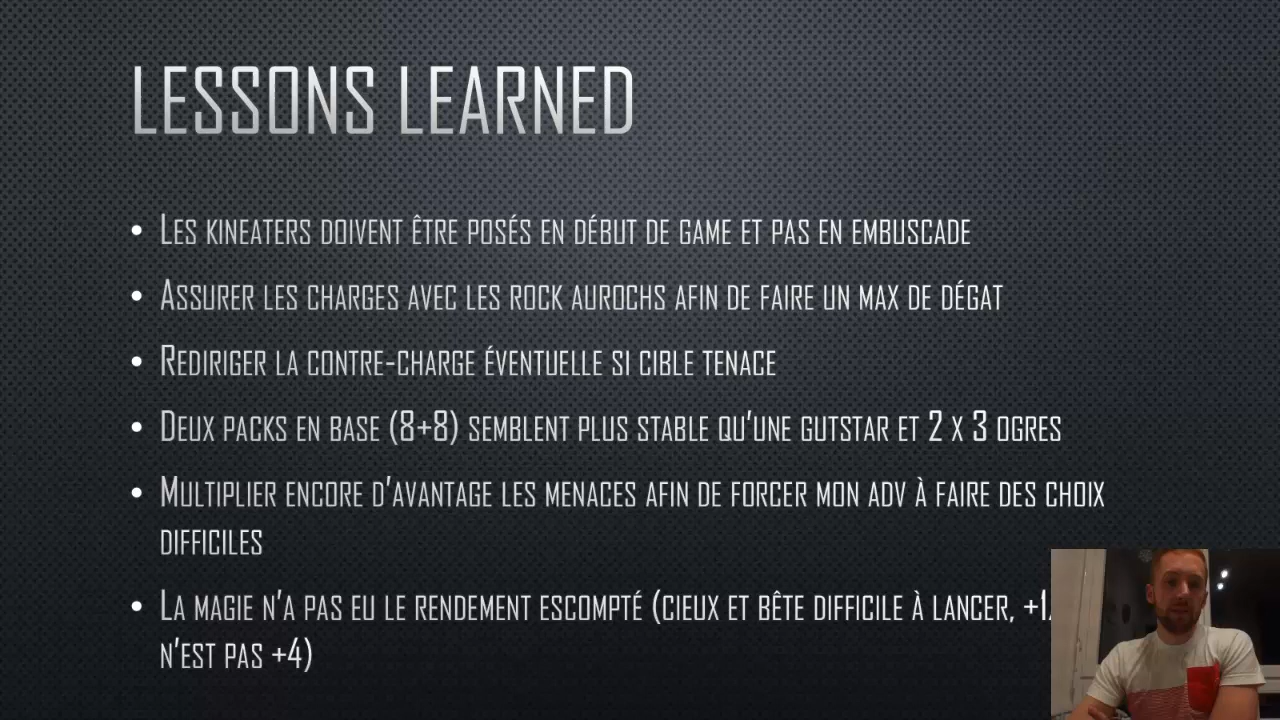 LESSONS LEARNED
• LES KINEATERS DOIVENT ÊTRE POSÉS EN DÉBUT DE GAME ET PAS EN EMBUSCADE
• ASSURER LES CHARGES AVEC LES ROCK AUROCHS AFIN DE FAIRE UN MAX DE DÉGAT
• REDIRIGER LA CONTRE-CHARGE ÉVENTUELLE SI CIBLE TENACE
• DEUX PACKS EN BASE (8+8) SEMBLENT PLUS STABLE QU'UNE GUTSTAR ET 2 X 3 OGRES
• MULTIPLIER ENCORE D'AVANTAGE LES MENACES AFIN DE FORCER MON ADV À FAIRE DES CHOIX
DIFFICILES
• LA MAGIE N'A PAS EU LE RENDEMENT ESCOMPTÉ (CIEUX ET BÊTE DIFFICILE À LANCER, +1
N'EST PAS +4)